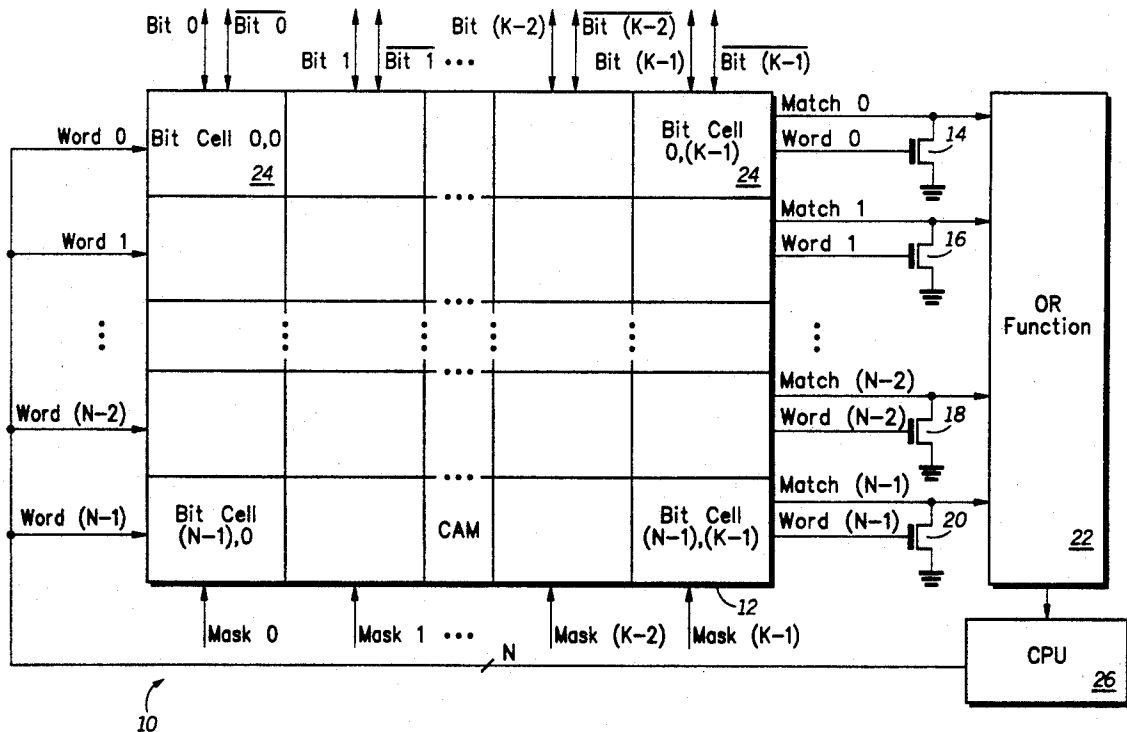 Bit 0 Bit 0 Bit (K-2) (K-2)
Bit 1 Bit 1 ••• Bit (K-1) Bit (K-1)
Match 0
Word 0 Bit Cell 0,0 Bit Cell Word 0 14
0,(K-1)
24 24
•••
Match 1
Word 1 Word 1 16
•••
OR
Function
Match (N-2)
Word (N-2) ••• Word (N-2) 18
•••
Match (N-1)
Word (N-1) Bit Cell CAM Bit Cell Word (N-1) 20
(N-1),0 (N-1),(K-1)
22
12
Mask 0 Mask 1 ••• Mask (K-2) Mask (K-1)
N CPU
26
10